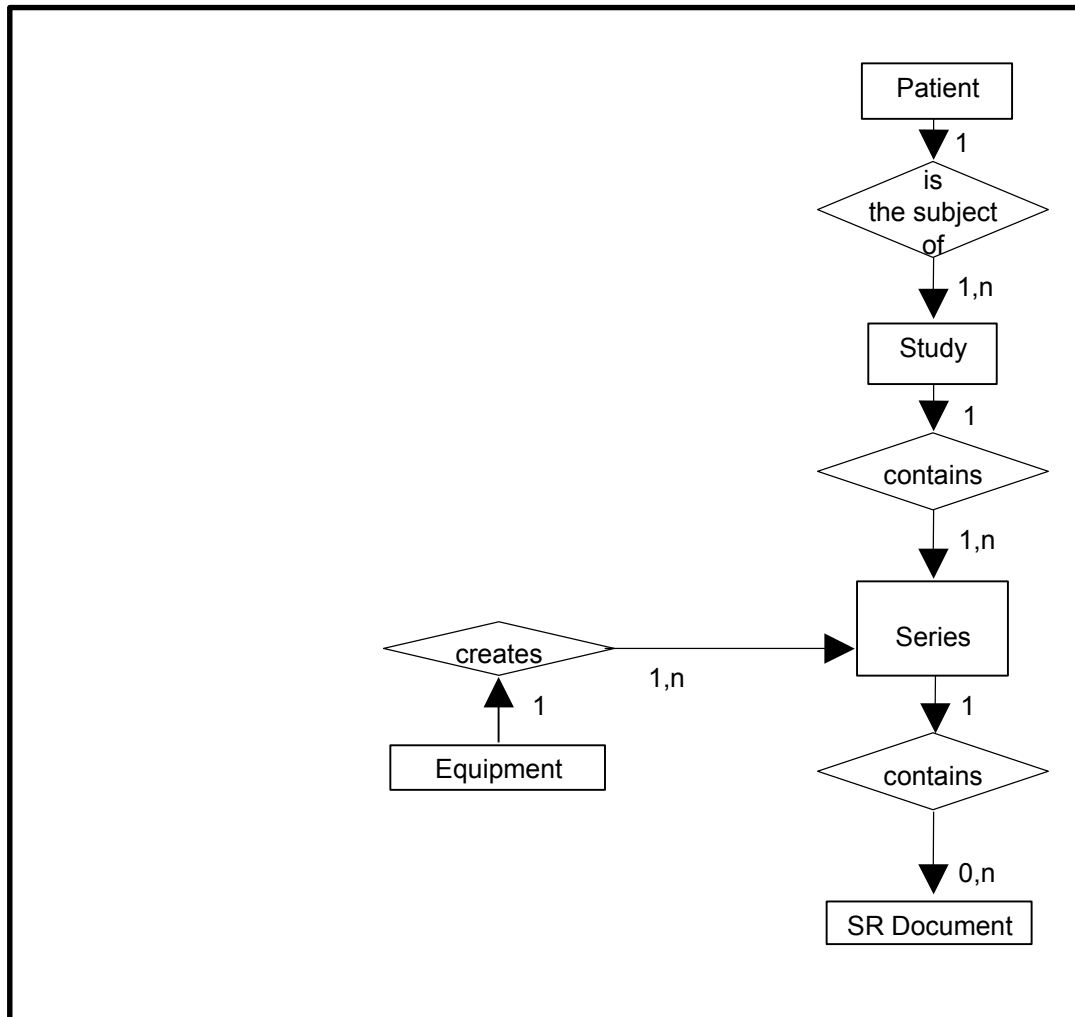 Patient
1
is
the subject
of
1,n
Study
1
contains
1,n
Series
creates
1,n
1
1
Equipment
contains
0,n
SR Document